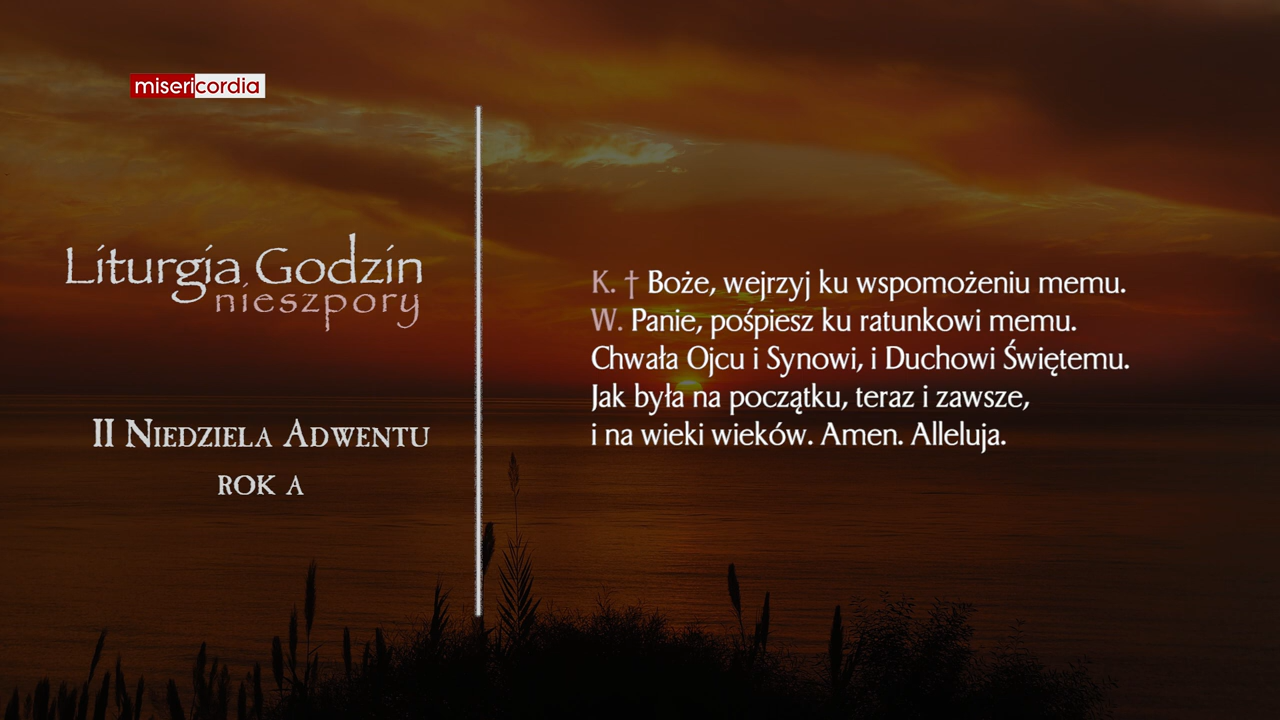 misericordia
Liturgia Godzin
nieszpory
II Niedziela Adwentu
rok a
K. † Boże, wejrzyj ku wspomożeniu memu.
W. Panie, pośpiesz ku ratunkowi memu.
Chwała Ojcu i Synowi, i Duchowi Świętemu.
Jak była na początku, teraz i zawsze,
i na wieki wieków. Amen. Alleluja.